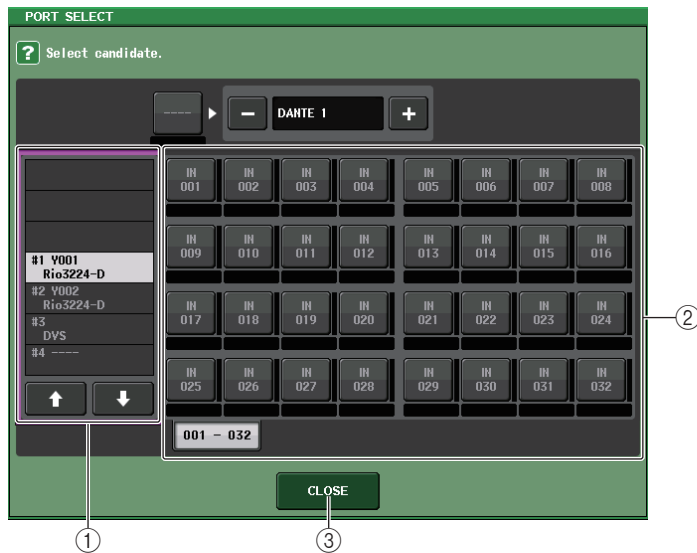 PORT SELECT
? Select candidate.
---- DANTE 1
− +
IN 001 IN 002 IN 003 IN 004 IN 005 IN 006 IN 007 IN 008
IN 009 IN 010 IN 011 IN 012 IN 013 IN 014 IN 015 IN 016
IN 017 IN 018 IN 019 IN 020 IN 021 IN 022 IN 023 IN 024
IN 025 IN 026 IN 027 IN 028 IN 029 IN 030 IN 031 IN 032
#1 Y001
Rio3224-D
#2 Y002
Rio3224-D
#3
DVS
#4 ----
001 - 032
CLOSE
①
②
③